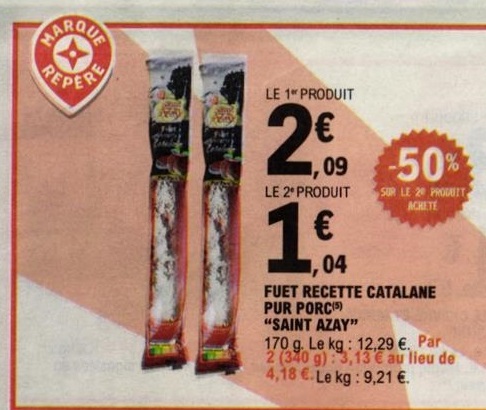 MARQUE
REPÈRE
LE 1er PRODUIT
2€,09
-50%
SUR LE 2e PRODUIT
ACHETÉ
LE 2e PRODUIT
1€,04
FUET RECETTE CATALANE
PUR PORC(5)
"SAINT AZAY"
170 g. Le kg : 12,29 €. Par
2 (340 g) : 3,13 € au lieu de
4,18 €. Le kg : 9,21 €.